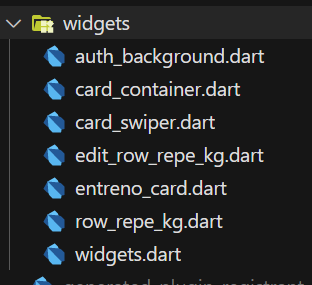 widgets
auth_background.dart
card_container.dart
card_swiper.dart
edit_row_repe_kg.dart
entreno_card.dart
row_repe_kg.dart
widgets.dart